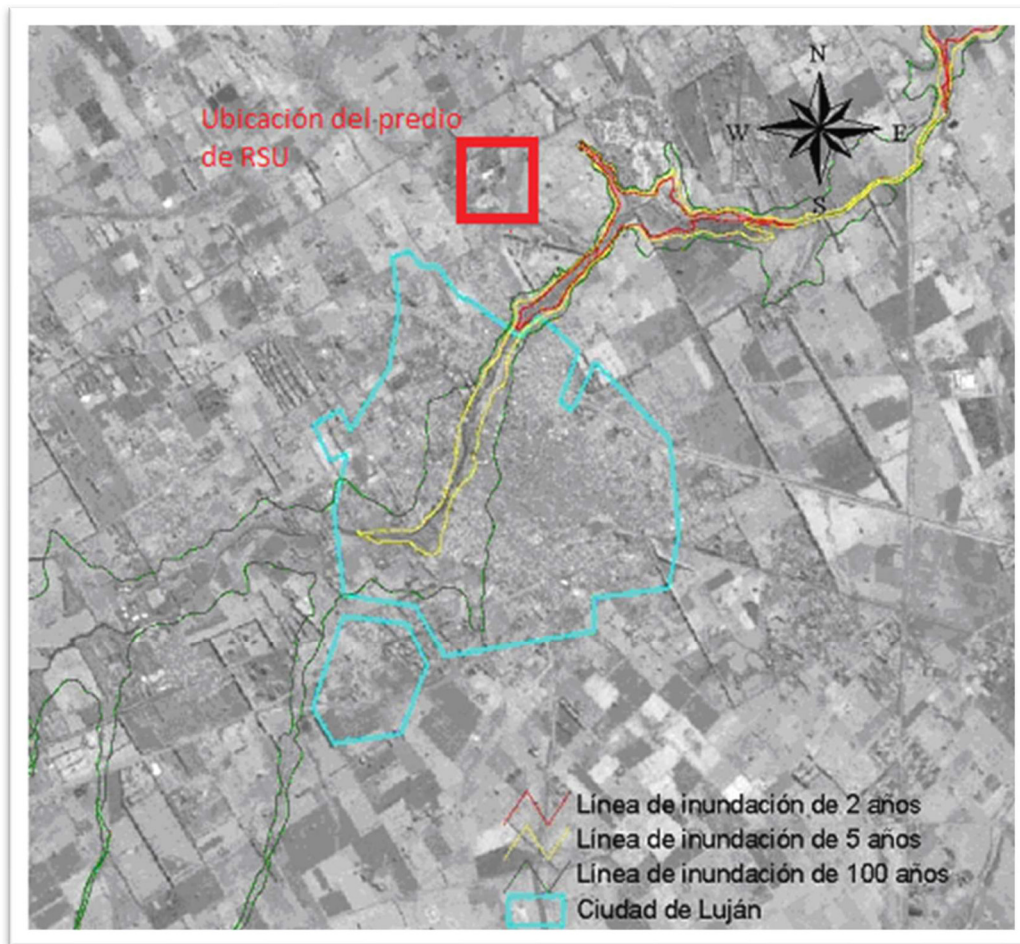 Ubicación del predio
de RSU
N
W
E
S
Línea de inundación de 2 años
Línea de inundación de 5 años
Línea de inundación de 100 años
Ciudad de Luján